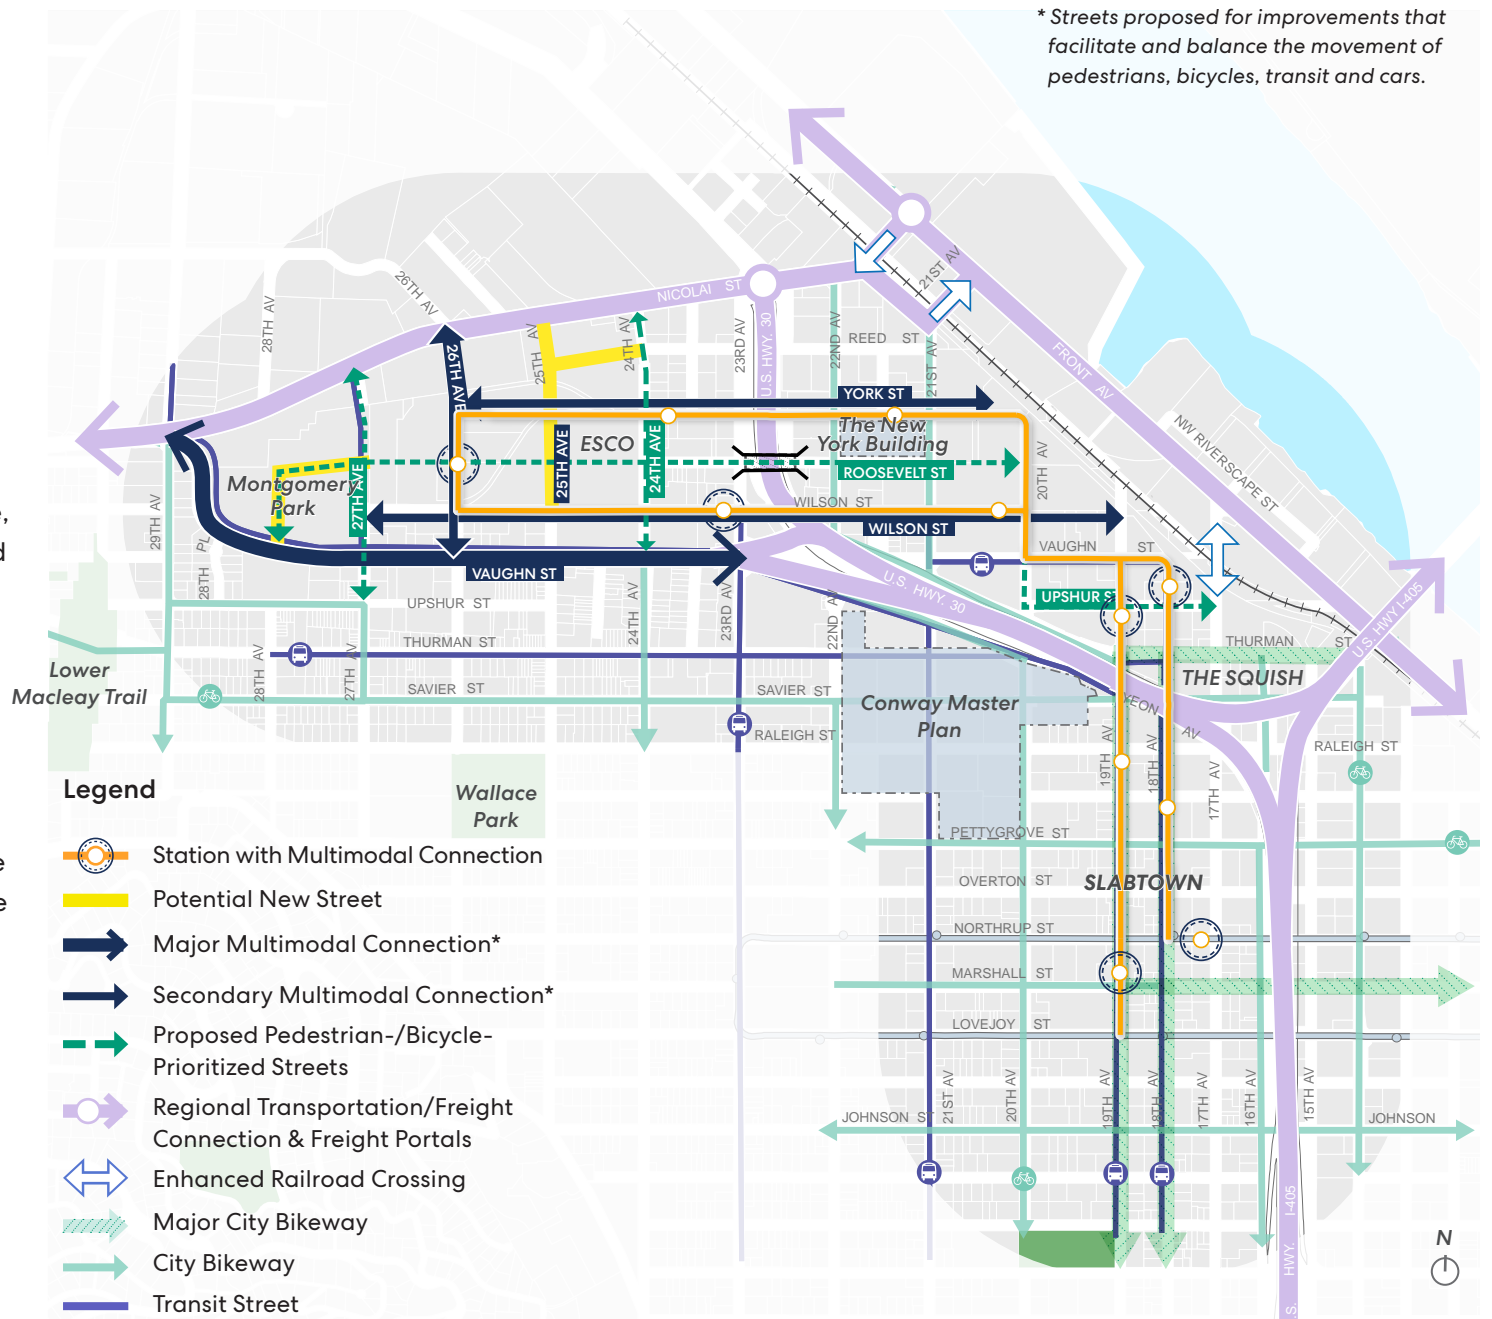 * Streets proposed for improvements that
facilitate and balance the movement of
pedestrians, bicycles, transit and cars.
26TH AV
28TH AV
NICOLAI ST
21ST AV
25TH AV
24TH AV
23RD AV
U.S. HWY. 30
22ND AV
REED ST
21ST AV
FRONT AV
26TH AVE
YORK ST
The New
York Building
ESCO
25TH AVE
24TH AVE
ROOSEVELT ST
20TH AV
NW RIVERSCAPE ST
Montgomery
Park
27TH AVE
29TH AV
28TH PL
WILSON ST
WILSON ST
VAUGHN ST
VAUGHN ST
U.S. HWY. 30
UPSHUR ST
UPSHUR ST
24TH AV
23RD AV
22ND AV
THURMAN ST
THURMAN ST
U.S. HWY I-405
Lower
Macleay Trail
28TH AV
27TH AV
SAVIER ST
SAVIER ST
RALEIGH ST
Conway Master
Plan
THE SQUISH
YEON AV
19TH AV
18TH AV
17TH AV
RALEIGH ST
,
d
e
e
Wallace
Park
PETTYGROVE ST
OVERTON ST
SLABTOWN
NORTHRUP ST
MARSHALL ST
LOVEJOY ST
21ST AV
20TH AV
19TH AV
18TH AV
17TH AV
16TH AV
15TH AV
JOHNSON ST
JOHNSON
S. HWY. I-405
N
Legend
Station with Multimodal Connection
Potential New Street
Major Multimodal Connection*
Secondary Multimodal Connection*
Proposed Pedestrian-/Bicycle-
Prioritized Streets
Regional Transportation/Freight
Connection & Freight Portals
Enhanced Railroad Crossing
Major City Bikeway
City Bikeway
Transit Street